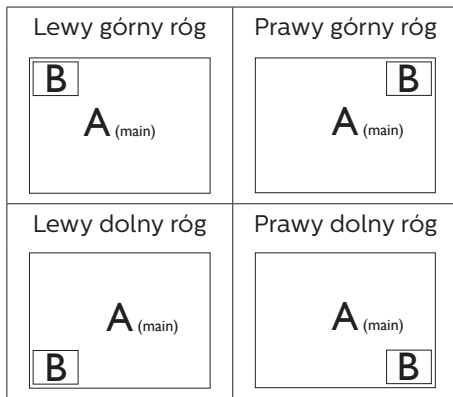 Lewy górny róg
B
A (main)
Prawy górny róg
B
A (main)
Lewy dolny róg
A (main)
B
Prawy dolny róg
A (main)
B